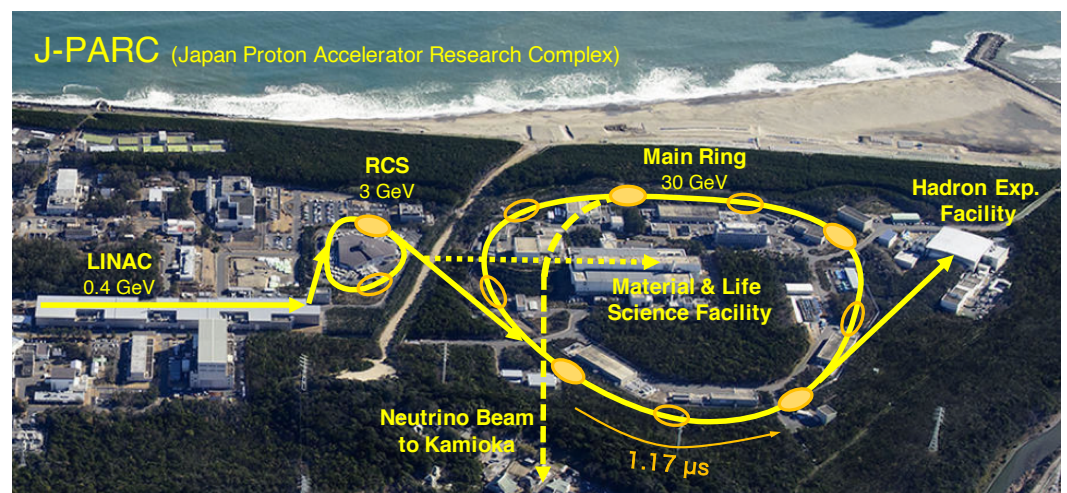 J-PARC (Japan Proton Accelerator Research Complex)
RCS
3 GeV
Main Ring
30 GeV
Hadron Exp.
Facility
LINAC
0.4 GeV
Material & Life
Science Facility
Neutrino Beam
to Kamioka
1.17 µs